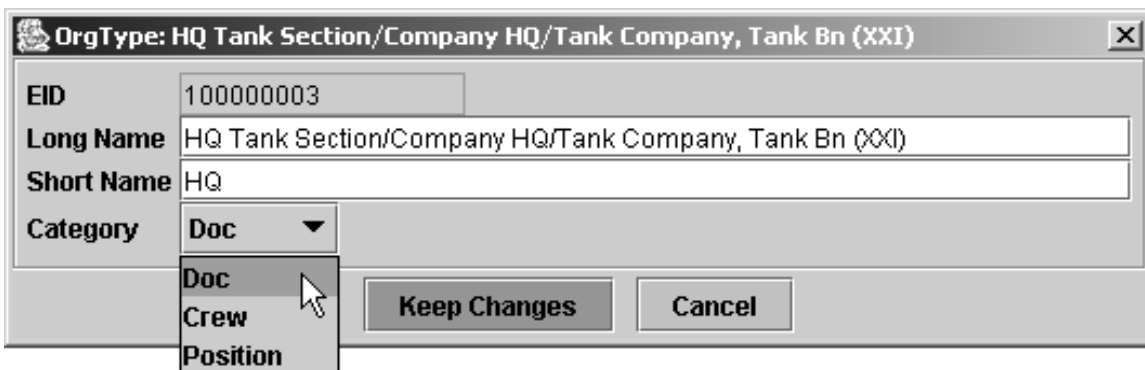 OrgType: HQ Tank Section/Company HQ/Tank Company, Tank Bn (XXI)
EID 100000003
Long Name HQ Tank Section/Company HQ/Tank Company, Tank Bn (XXI)
Short Name HQ
Category Doc
Doc
Crew
Position
Keep Changes Cancel